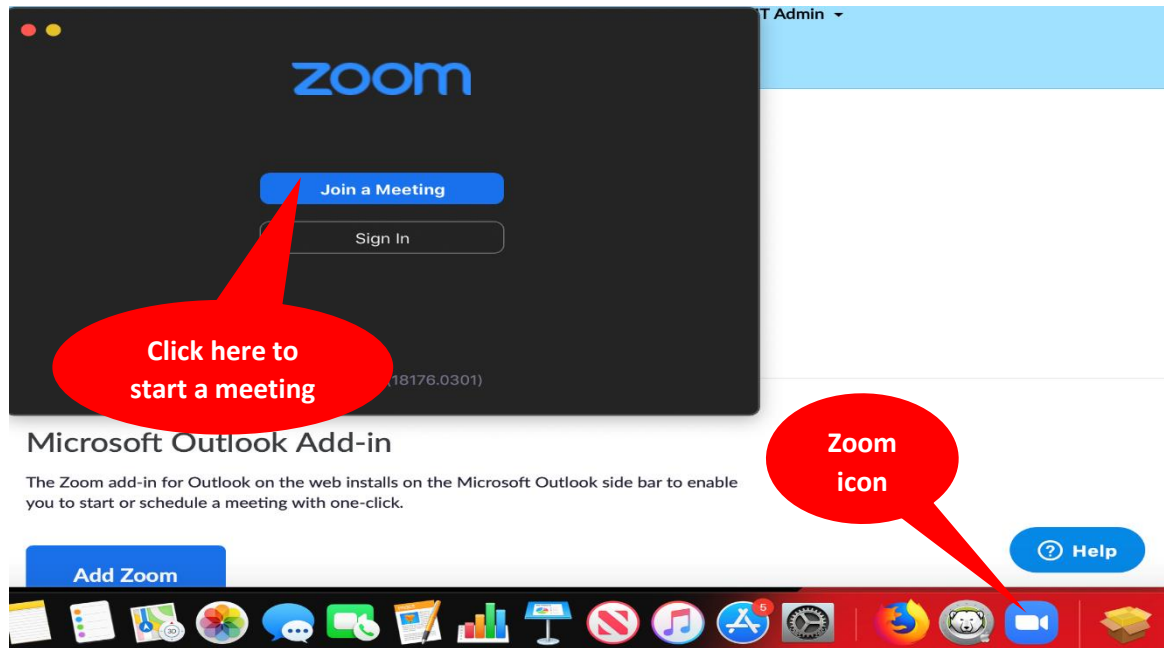 IT Admin
zoom
Join a Meeting
Sign In
Click here to
start a meeting
(18176.0301)
Microsoft Outlook Add-in
The Zoom add-in for Outlook on the web installs on the Microsoft Outlook side bar to enable
you to start or schedule a meeting with one-click.
Zoom
icon
Help
Add Zoom
5
30